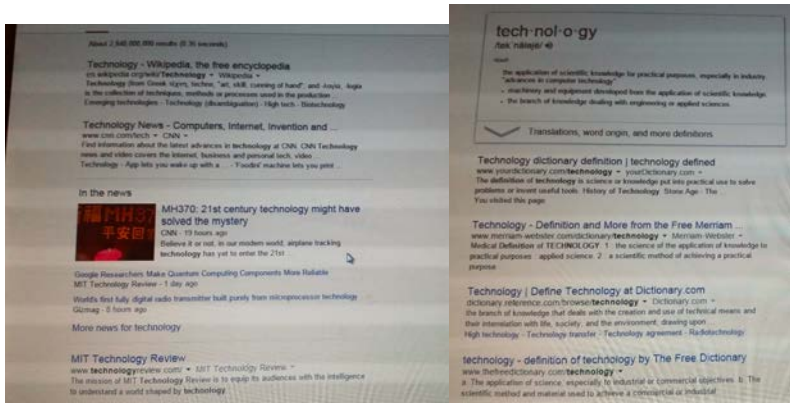 About 2,940,000,000 results (0.35 seconds)
Technology - Wikipedia, the free encyclopedia
en.wikipedia.org/wiki/Technology Wikipedia
Technology (from Greek τέχνη, techne, "art, skill, cunning of hand"; and -λογία, -logia
is the collection of techniques, methods or processes used in the production ...
Emerging technologies - Technology (disambiguation) - High tech - Biotechnology
Technology News - Computers, Internet, Invention and ...
www.cnn.com/tech CNN
Find information about the latest advances in technology at CNN. CNN Technology
news and video covers the internet, business and personal tech, video ...
Technology - App lets you wake up with a ... - 'Foodini' machine lets you print ...
In the news
福 MH37
平安回
MH370: 21st century technology might have
solved the mystery
CNN - 19 hours ago
Believe it or not, in our modern world, airplane tracking
technology has yet to enter the 21st ...
Google Researchers Make Quantum Computing Components More Reliable
MIT Technology Review - 1 day ago
World's first fully digital radio transmitter built purely from microprocessor technology
Gizmag - 5 hours ago
More news for technology
MIT Technology Review
www.technologyreview.com/ MIT Technology Review
The mission of MIT Technology Review is to equip its audiences with the intelligence
to understand a world shaped by technology.
tech·nol·o·gy
/tekˈnäləjē/
noun
the application of scientific knowledge for practical purposes, especially in industry.
"advances in computer technology"
• machinery and equipment developed from the application of scientific knowledge.
• the branch of knowledge dealing with engineering or applied sciences.
Translations, word origin, and more definitions
Technology dictionary definition | technology defined
www.yourdictionary.com/technology yourDictionary.com
The definition of technology is science or knowledge put into practical use to solve
problems or invent useful tools. History of Technology. Stone Age - The ...
You visited this page.
Technology - Definition and More from the Free Merriam ...
www.merriam-webster.com/dictionary/technology Merriam-Webster
Medical Definition of TECHNOLOGY. 1 : the science of the application of knowledge to
practical purposes : applied science. 2 : a scientific method of achieving a practical
purpose
Technology | Define Technology at Dictionary.com
dictionary.reference.com/browse/technology Dictionary.com
the branch of knowledge that deals with the creation and use of technical means and
their interrelation with life, society, and the environment, drawing upon ...
High technology - Technology transfer - Technology agreement - Radiotechnology
technology - definition of technology by The Free Dictionary
www.thefreedictionary.com/technology
a. The application of science, especially to industrial or commercial objectives. b. The
scientific method and material used to achieve a commercial or industrial